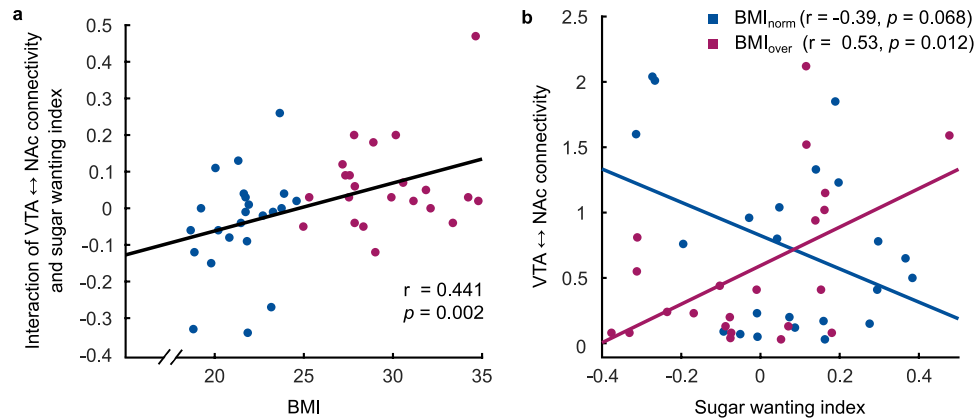 a
Interaction of VTA ↔ NAc connectivity
and sugar wanting index
0.5
0.4
0.3
0.2
0.1
0
-0.1
-0.2
-0.3
-0.4
20
25
30
35
BMI
r = 0.441
p = 0.002
b
BMInorm (r = -0.39, p = 0.068)
BMIover (r = 0.53, p = 0.012)
VTA ↔ NAc connectivity
2.5
2
1.5
1
0.5
0
-0.4
-0.2
0
0.2
0.4
Sugar wanting index